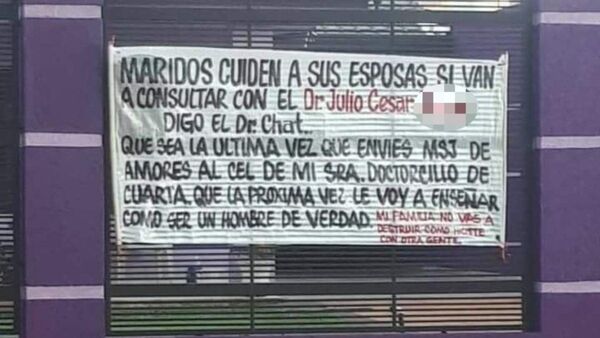 MARIDOS CUIDEN A SUS ESPOSAS SI VAN
A CONSULTAR CON EL Dr Julio Cesar
DIGO EL Dr. Chat..
QUE SEA LA ULTIMA VEZ QUE ENVIES MSJ DE
AMORES AL CEL DE MI SRA. DOCTORCILLO DE
CUARTA. QUE LA PROXIMA VEZ LE VOY A ENSEÑAR
COMO SER UN HOMBRE DE VERDAD. MI FAMILIA NO VAS A
DESTRUIR COMO HICITE
CON OTRA GENTE.